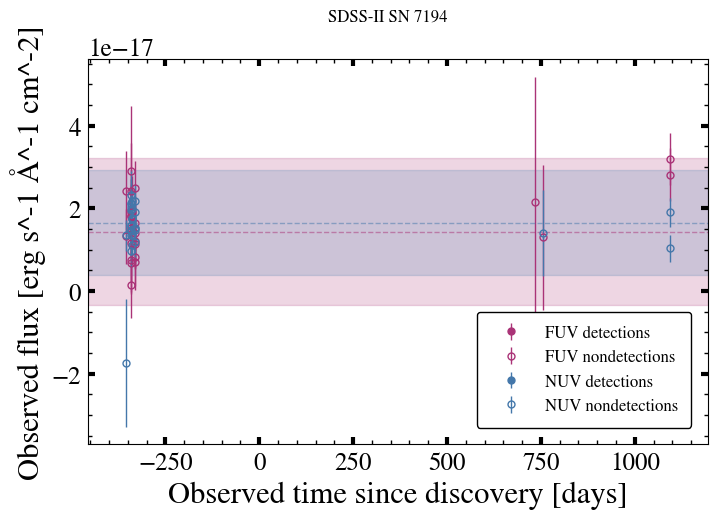 SDSS-II SN 7194
1e−17
Observed flux [erg s^-1 Å^-1 cm^-2]
4
2
0
−2
FUV detections
FUV nondetections
NUV detections
NUV nondetections
−250 0 250 500 750 1000
Observed time since discovery [days]